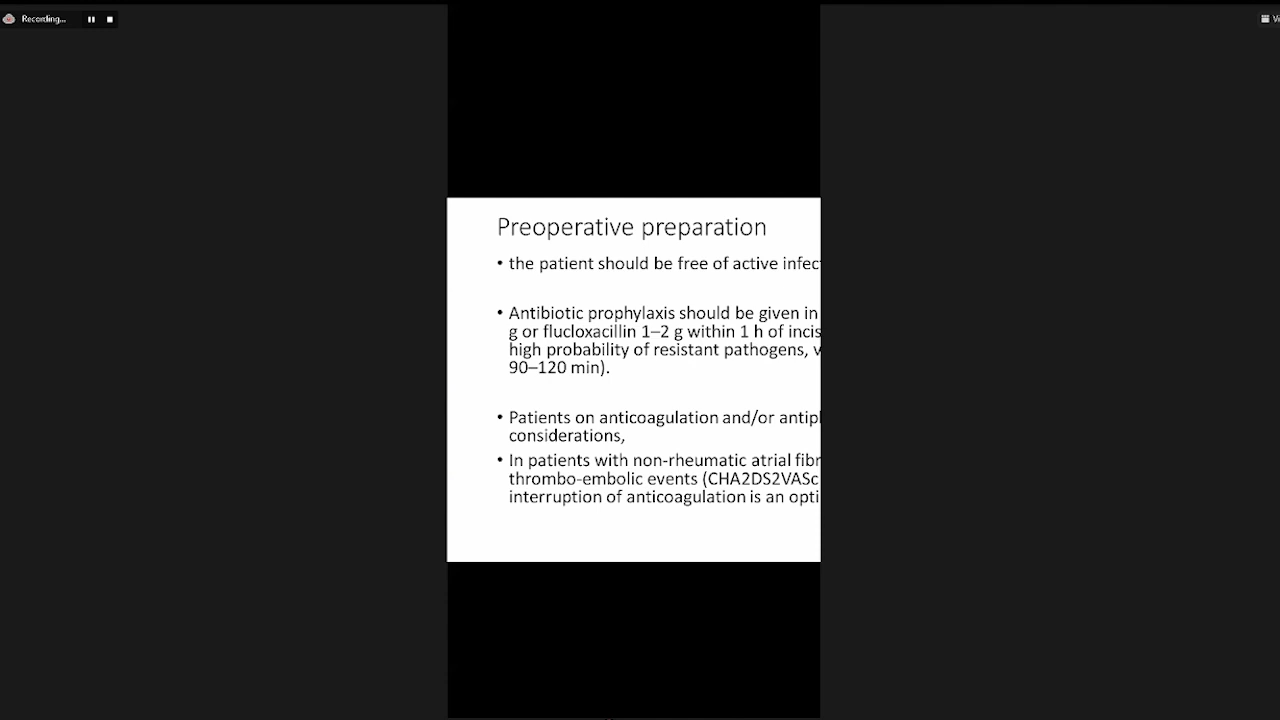 Recording...
Vi
Preoperative preparation
• the patient should be free of active infec
• Antibiotic prophylaxis should be given in
g or flucloxacillin 1–2 g within 1 h of incis
high probability of resistant pathogens, v
90–120 min).
• Patients on anticoagulation and/or antipl
considerations,
• In patients with non-rheumatic atrial fibr
thrombo-embolic events (CHA2DS2VASc
interruption of anticoagulation is an opti